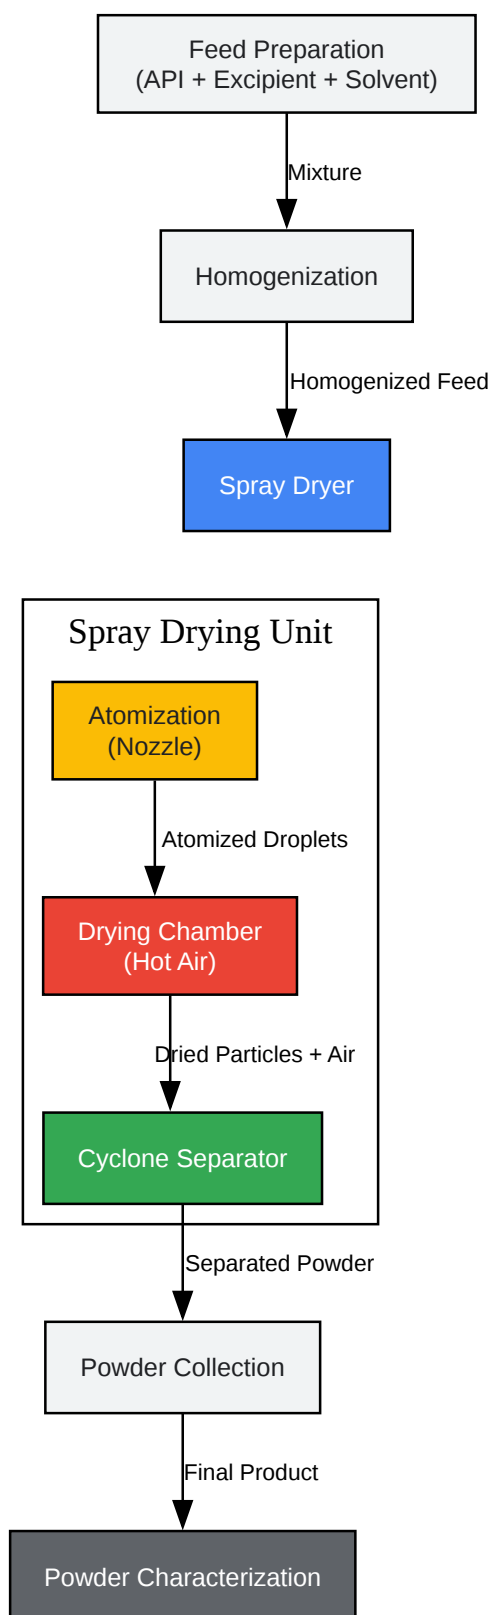 Feed Preparation
(API + Excipient + Solvent)
Mixture
Homogenization
Homogenized Feed
Spray Dryer
Spray Drying Unit
Atomization
(Nozzle)
Atomized Droplets
Drying Chamber
(Hot Air)
Dried Particles + Air
Cyclone Separator
Separated Powder
Powder Collection
Final Product
Powder Characterization